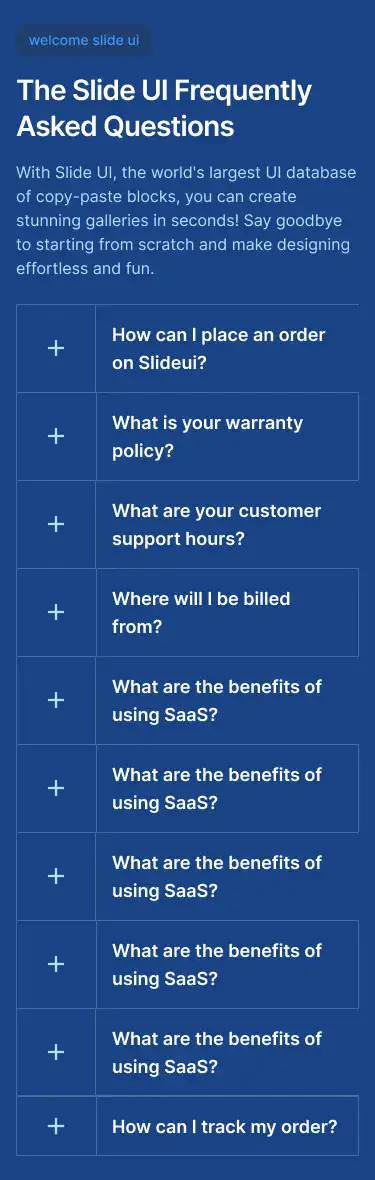 welcome slide ui
The Slide UI Frequently
Asked Questions
With Slide UI, the world's largest UI database
of copy-paste blocks, you can create
stunning galleries in seconds! Say goodbye
to starting from scratch and make designing
effortless and fun.
How can I place an order
on Slideui?
What is your warranty
policy?
What are your customer
support hours?
Where will I be billed
from?
What are the benefits of
using SaaS?
What are the benefits of
using SaaS?
What are the benefits of
using SaaS?
What are the benefits of
using SaaS?
What are the benefits of
using SaaS?
How can I track my order?